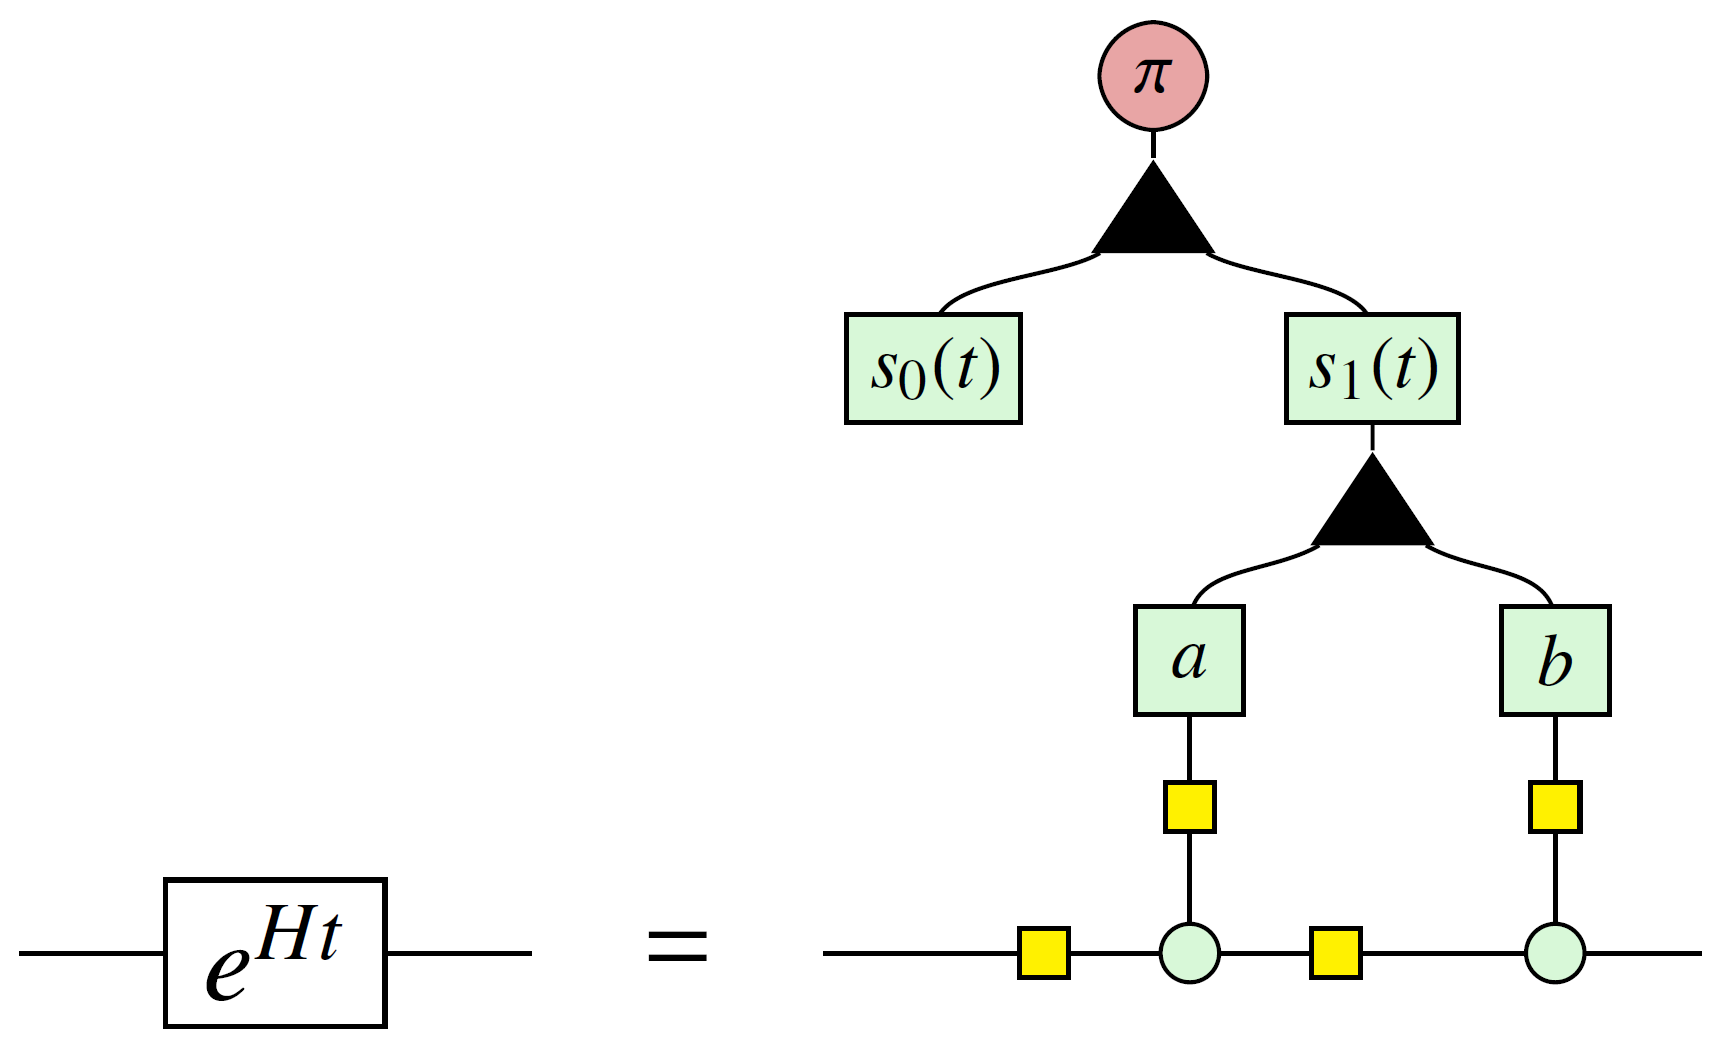 π
s₀(t) s₁(t)
a b
e^{Ht} =